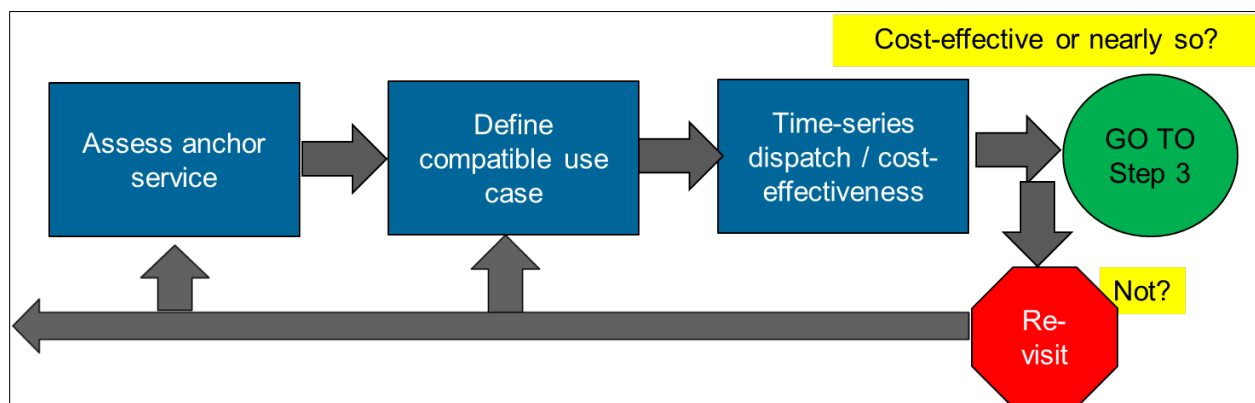 Cost-effective or nearly so?
Assess anchor
service
Define
compatible use
case
Time-series
dispatch / cost-
effectiveness
GO TO
Step 3
Not?
Re-
visit